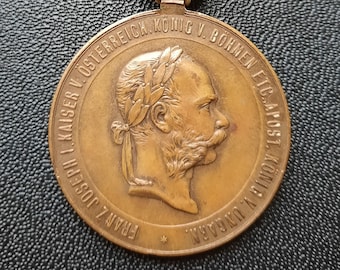 FRANZ JOSEPH I. KAISER V. ÖSTERREICH. KÖNIG V. BÖHMEN ETC. APOST. KÖNIG V. UNGARN.